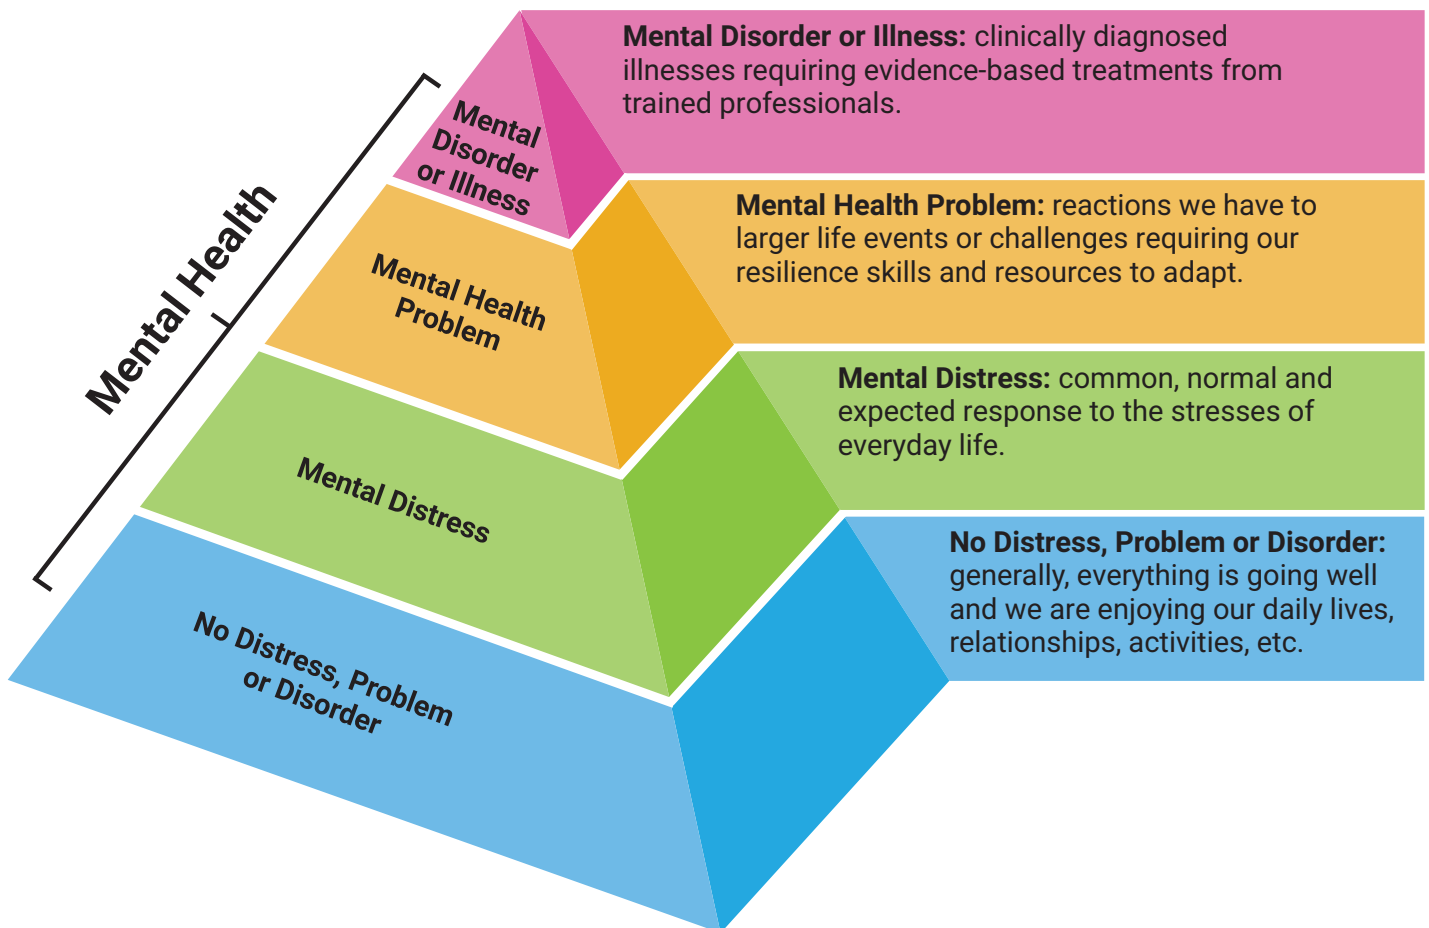 Mental Health
Mental
Disorder
or Illness
Mental Disorder or Illness: clinically diagnosed
illnesses requiring evidence-based treatments from
trained professionals.
Mental Health
Problem
Mental Health Problem: reactions we have to
larger life events or challenges requiring our
resilience skills and resources to adapt.
Mental Distress
Mental Distress: common, normal and
expected response to the stresses of
everyday life.
No Distress, Problem
or Disorder
No Distress, Problem or Disorder:
generally, everything is going well
and we are enjoying our daily lives,
relationships, activities, etc.